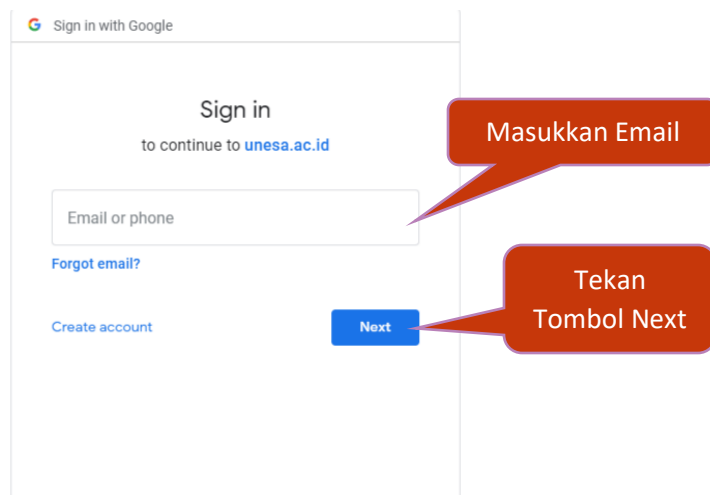 Sign in with Google
Sign in
to continue to unesa.ac.id
Masukkan Email
Email or phone
Forgot email?
Tekan
Tombol Next
Create account
Next